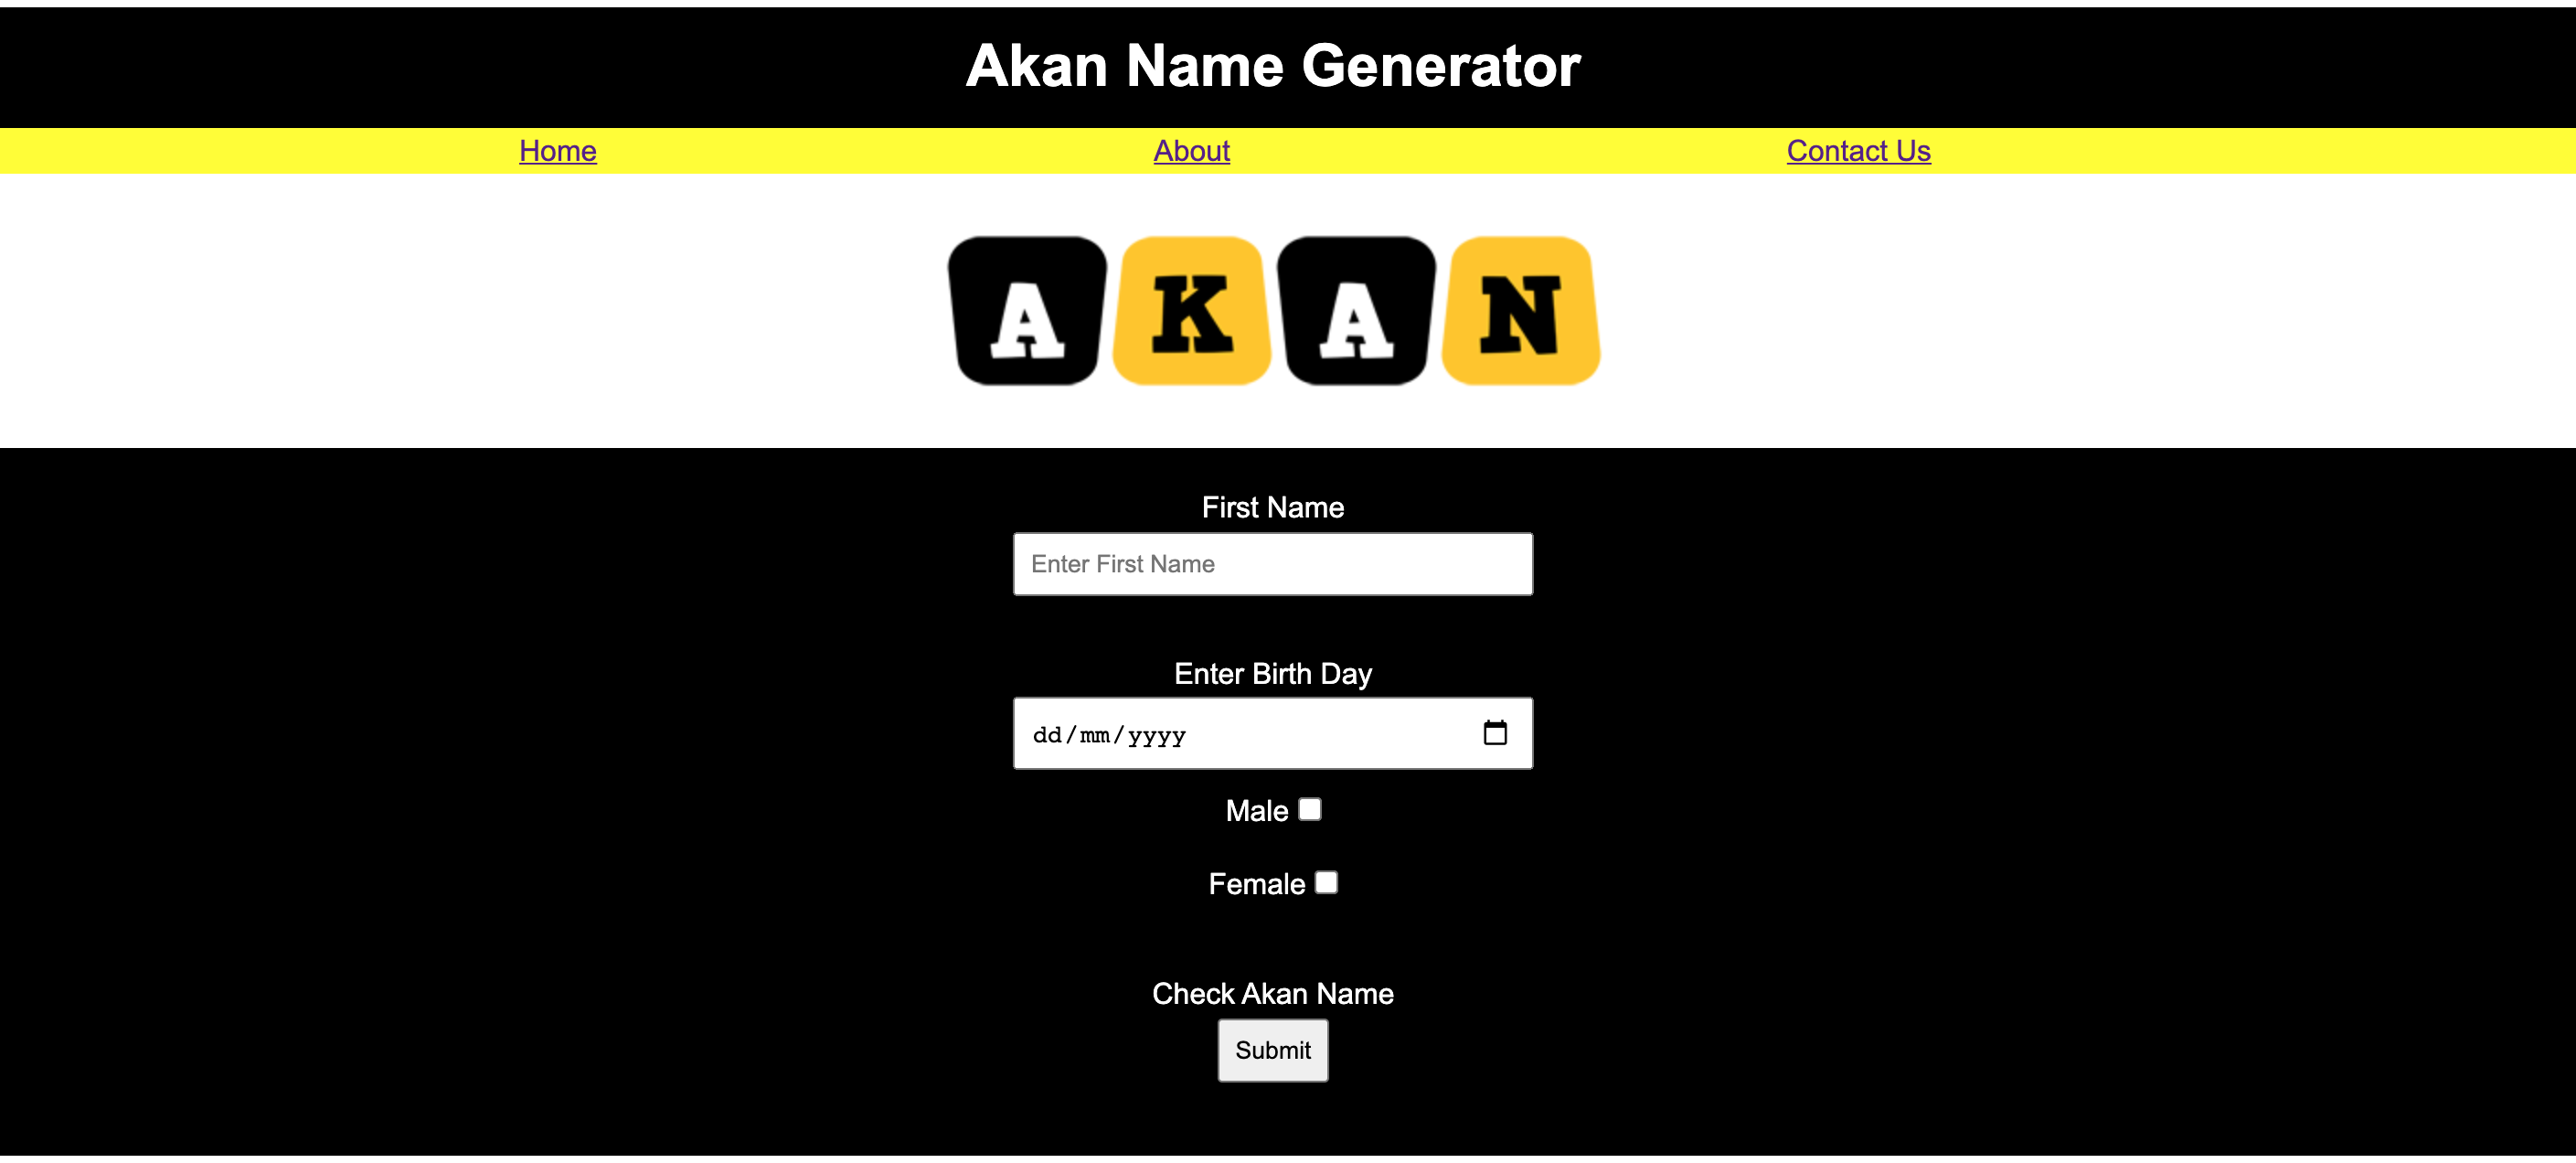 Akan Name Generator
Home About Contact Us
AKAN
First Name
Enter First Name
Enter Birth Day
dd/mm/yyyy
Male
Female
Check Akan Name
Submit